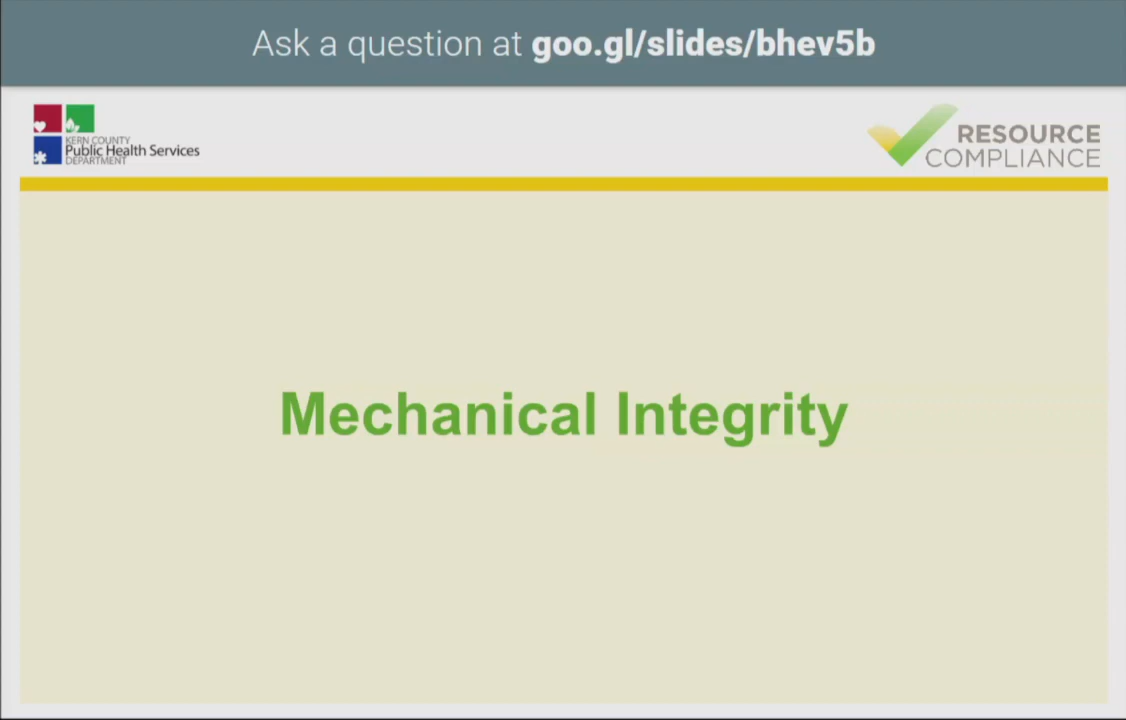 Ask a question at goo.gl/slides/bhev5b
KERN COUNTY
Public Health Services
DEPARTMENT
RESOURCE
COMPLIANCE
Mechanical Integrity